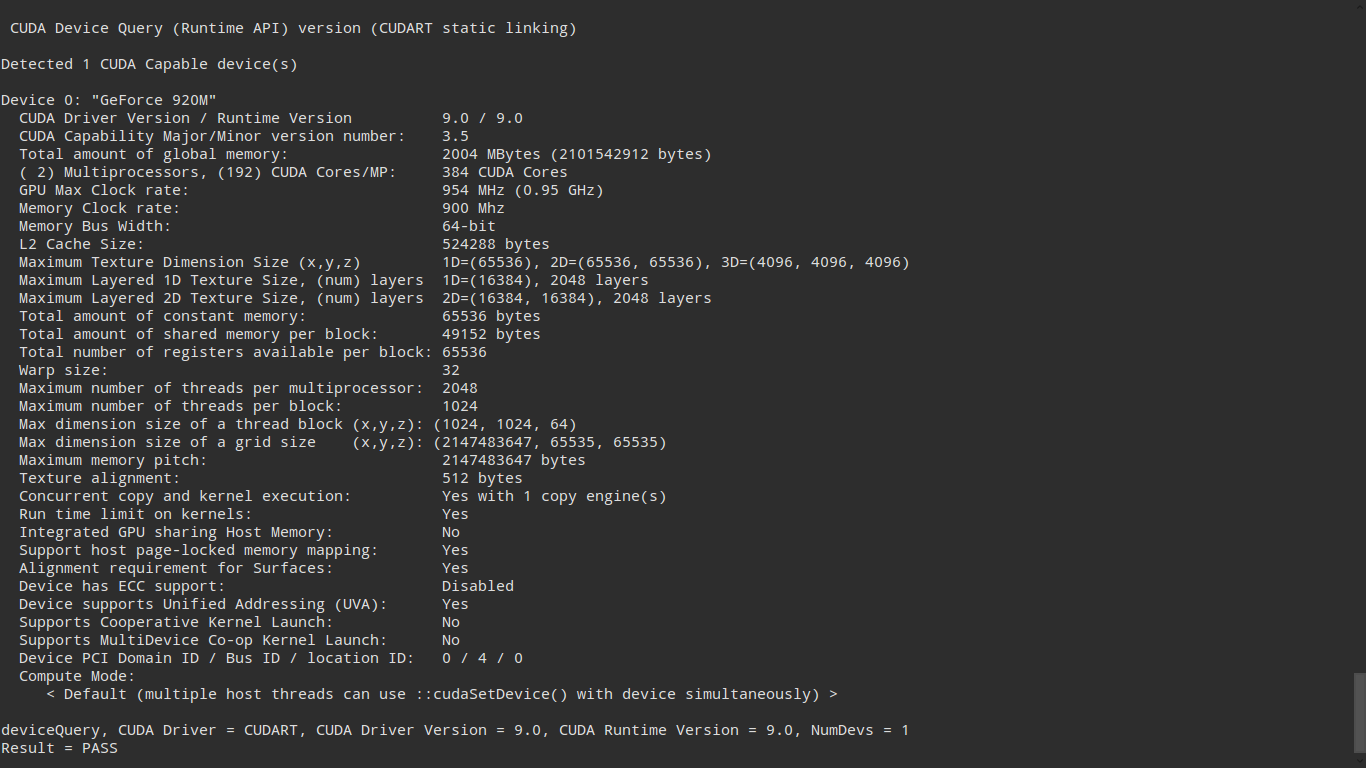 CUDA Device Query (Runtime API) version (CUDART static linking)
Detected 1 CUDA Capable device(s)
Device 0: "GeForce 920M"
CUDA Driver Version / Runtime Version 9.0 / 9.0
CUDA Capability Major/Minor version number: 3.5
Total amount of global memory: 2004 MBytes (2101542912 bytes)
( 2) Multiprocessors, (192) CUDA Cores/MP: 384 CUDA Cores
GPU Max Clock rate: 954 MHz (0.95 GHz)
Memory Clock rate: 900 Mhz
Memory Bus Width: 64-bit
L2 Cache Size: 524288 bytes
Maximum Texture Dimension Size (x,y,z) 1D=(65536), 2D=(65536, 65536), 3D=(4096, 4096, 4096)
Maximum Layered 1D Texture Size, (num) layers 1D=(16384), 2048 layers
Maximum Layered 2D Texture Size, (num) layers 2D=(16384, 16384), 2048 layers
Total amount of constant memory: 65536 bytes
Total amount of shared memory per block: 49152 bytes
Total number of registers available per block: 65536
Warp size: 32
Maximum number of threads per multiprocessor: 2048
Maximum number of threads per block: 1024
Max dimension size of a thread block (x,y,z): (1024, 1024, 64)
Max dimension size of a grid size (x,y,z): (2147483647, 65535, 65535)
Maximum memory pitch: 2147483647 bytes
Texture alignment: 512 bytes
Concurrent copy and kernel execution: Yes with 1 copy engine(s)
Run time limit on kernels: Yes
Integrated GPU sharing Host Memory: No
Support host page-locked memory mapping: Yes
Alignment requirement for Surfaces: Yes
Device has ECC support: Disabled
Device supports Unified Addressing (UVA): Yes
Supports Cooperative Kernel Launch: No
Supports MultiDevice Co-op Kernel Launch: No
Device PCI Domain ID / Bus ID / location ID: 0 / 4 / 0
Compute Mode:
< Default (multiple host threads can use ::cudaSetDevice() with device simultaneously) >
deviceQuery, CUDA Driver = CUDART, CUDA Driver Version = 9.0, CUDA Runtime Version = 9.0, NumDevs = 1
Result = PASS